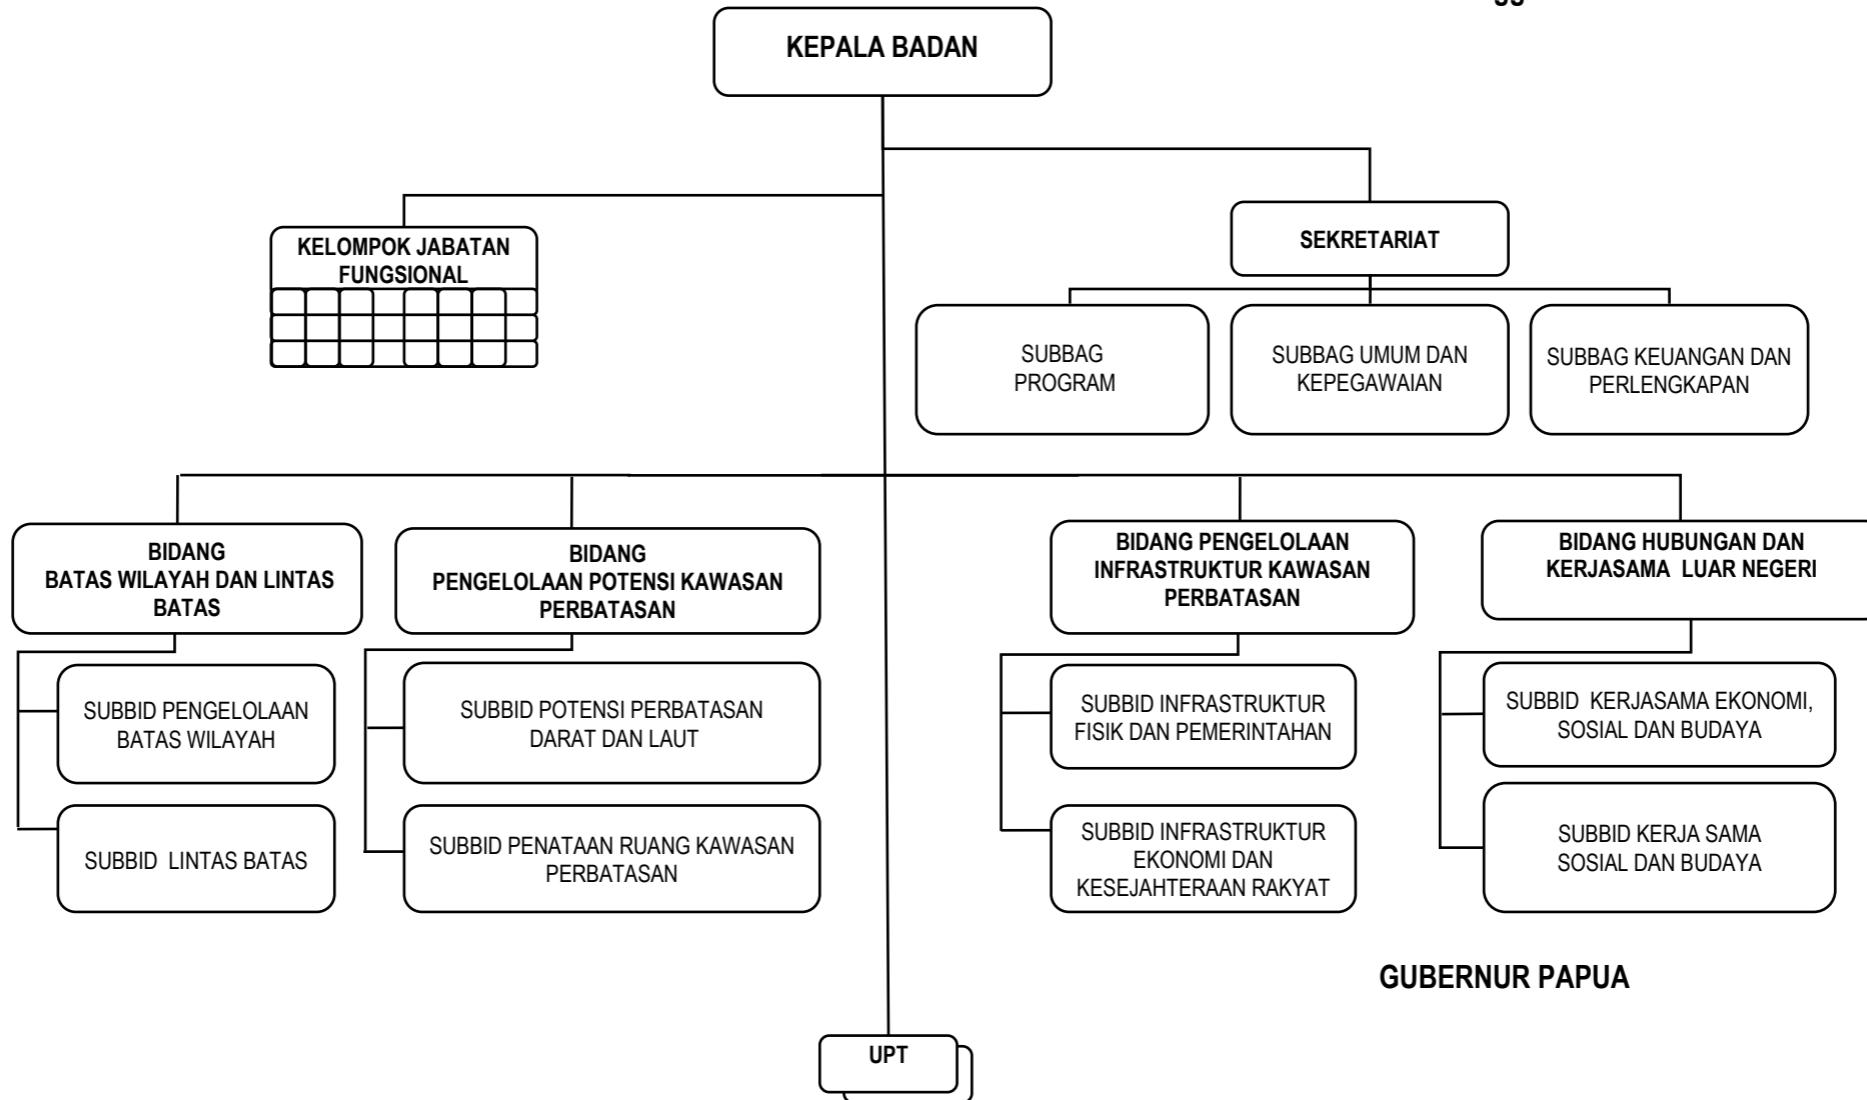 KEPALA BADAN
KELOMPOK JABATAN
FUNGSIONAL
SEKRETARIAT
SUBBAG
PROGRAM
SUBBAG UMUM DAN
KEPEGAWAIAN
SUBBAG KEUANGAN DAN
PERLENGKAPAN
BIDANG
BATAS WILAYAH DAN LINTAS
BATAS
BIDANG
PENGELOLAAN POTENSI KAWASAN
PERBATASAN
BIDANG PENGELOLAAN
INFRASTRUKTUR KAWASAN
PERBATASAN
BIDANG HUBUNGAN DAN
KERJASAMA LUAR NEGERI
SUBBID PENGELOLAAN
BATAS WILAYAH
SUBBID POTENSI PERBATASAN
DARAT DAN LAUT
SUBBID INFRASTRUKTUR
FISIK DAN PEMERINTAHAN
SUBBID KERJASAMA EKONOMI,
SOSIAL DAN BUDAYA
SUBBID LINTAS BATAS
SUBBID PENATAAN RUANG KAWASAN
PERBATASAN
SUBBID INFRASTRUKTUR
EKONOMI DAN
KESEJAHTERAAN RAKYAT
SUBBID KERJA SAMA
SOSIAL DAN BUDAYA
GUBERNUR PAPUA
UPT